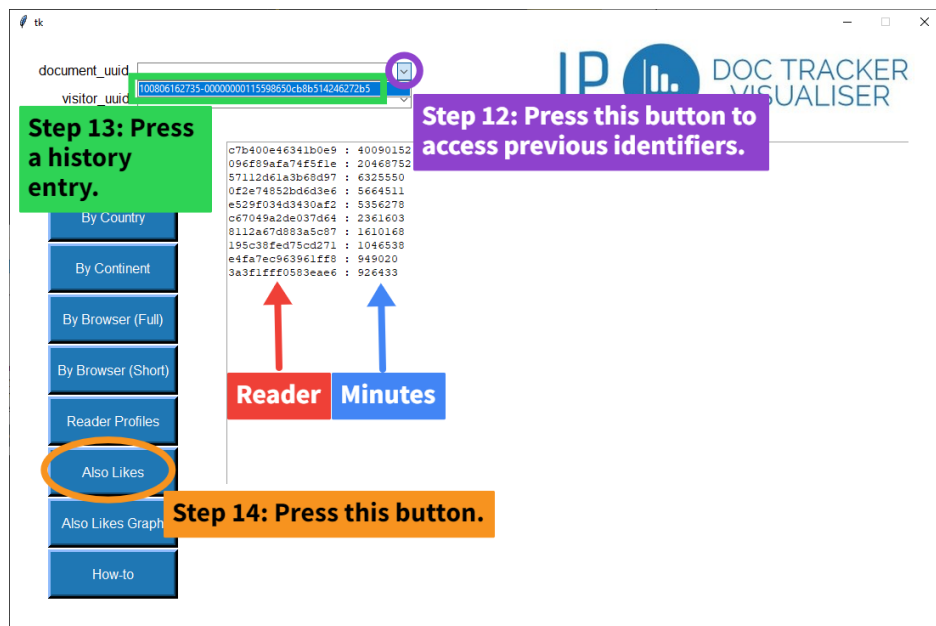 tk
document_uuid
100806162735-00000000115598650cb8b514246272b5
visitor_uuid
IP
DOC TRACKER
VISUALISER
Step 12: Press this button to
access previous identifiers.
Step 13: Press
a history
entry.
c7b400e46341b0e9 : 40090152
096f89afa74f5f1e : 20468752
57112d61a3b68d97 : 6325550
0f2e74852bd6d3e6 : 5664511
e529f034d3430af2 : 5356278
c67049a2de037d64 : 2361603
8112a67d883a5c87 : 1610168
195c38fed75cd271 : 1046538
e4fa7ec963961ff8 : 949020
3a3f1fff0583eae6 : 926433
By Country
By Continent
By Browser (Full)
By Browser (Short)
Reader Minutes
Reader Profiles
Also Likes
Step 14: Press this button.
Also Likes Graph
How-to